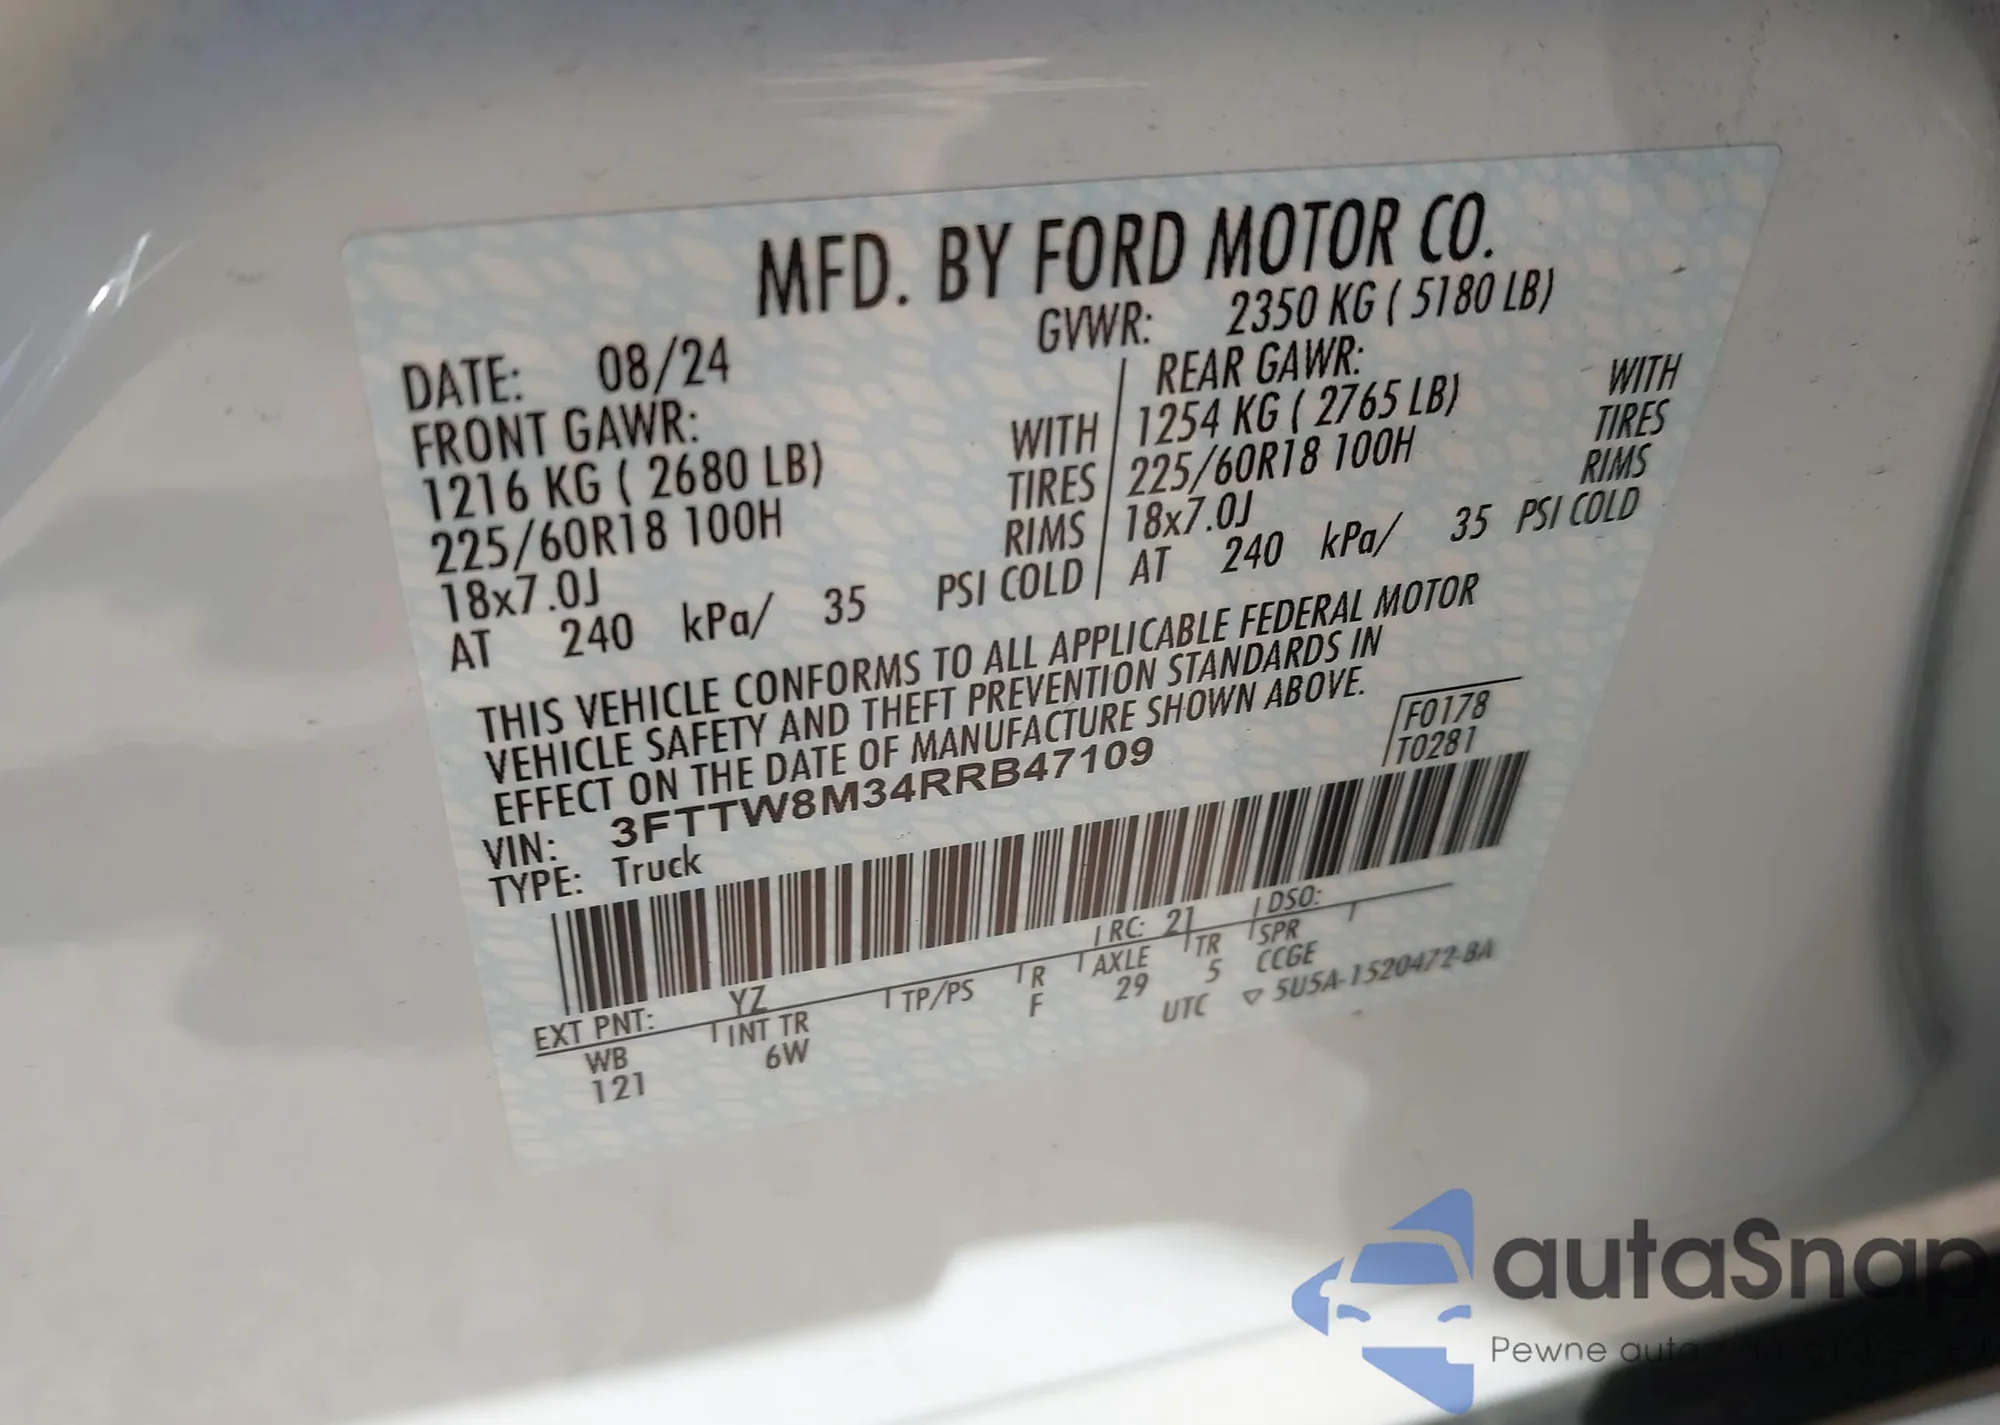 MFD. BY FORD MOTOR CO.
DATE: 08/24 GVWR: 2350 KG ( 5180 LB)
FRONT GAWR: REAR GAWR:
1216 KG ( 2680 LB) WITH 1254 KG ( 2765 LB) WITH
225/60R18 100H TIRES 225/60R18 100H TIRES
18x7.0J RIMS 18x7.0J RIMS
AT 240 kPa/ 35 PSI COLD AT 240 kPa/ 35 PSI COLD
THIS VEHICLE CONFORMS TO ALL APPLICABLE FEDERAL MOTOR
VEHICLE SAFETY AND THEFT PREVENTION STANDARDS IN
EFFECT ON THE DATE OF MANUFACTURE SHOWN ABOVE.
F0178
T0281
VIN: 3FTTW8M34RRB47109
TYPE: Truck
EXT PNT: YZ RC: 21 DSO:
WB INT TR TP/PS R AXLE TR SPR
121 6W F 29 5 CCGE
UTC ▽ 5U5A-1520472-BA
autaSnap
Pewne